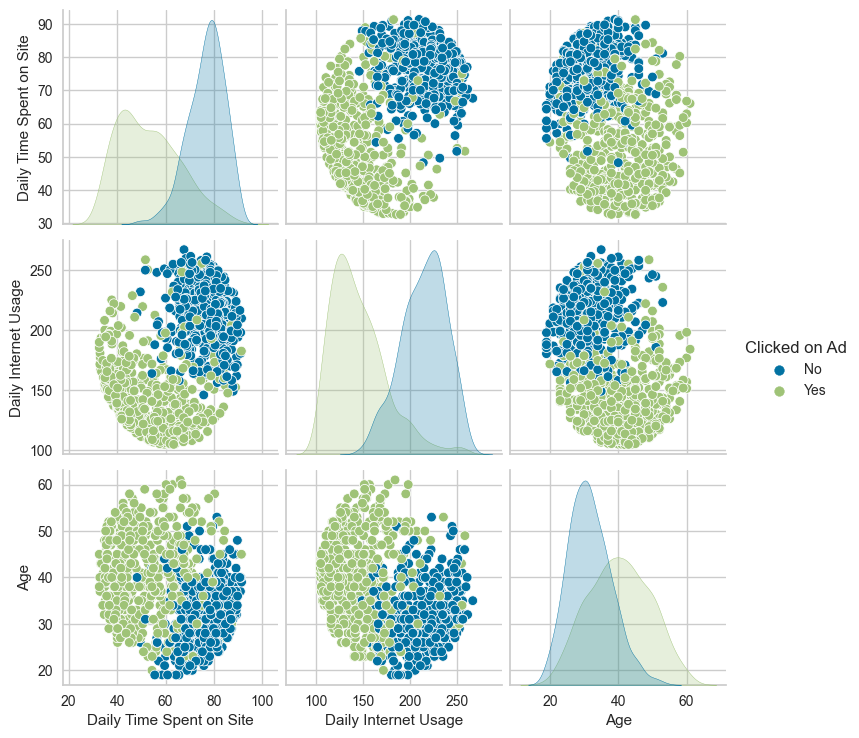 Daily Time Spent on Site
90
80
70
60
50
40
30
Daily Internet Usage
250
200
150
100
Clicked on Ad
No
Yes
Age
60
50
40
30
20
20 40 60 80 100
100 150 200 250
20 40 60
Daily Time Spent on Site
Daily Internet Usage
Age